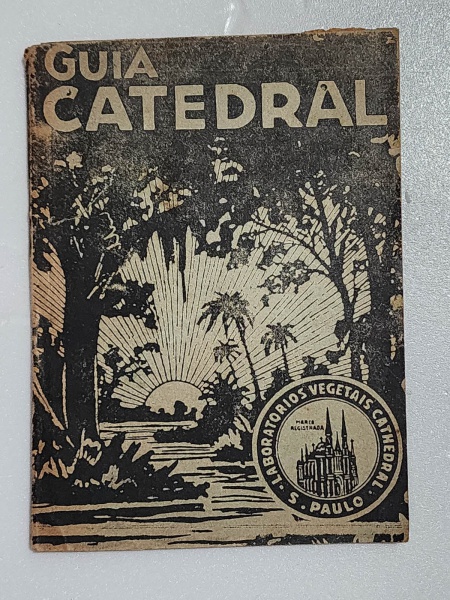 GUIA
CATEDRAL
LABORATORIOS VEGETAIS CATHEDRAL
MARCA
REGISTRADA
S. PAULO